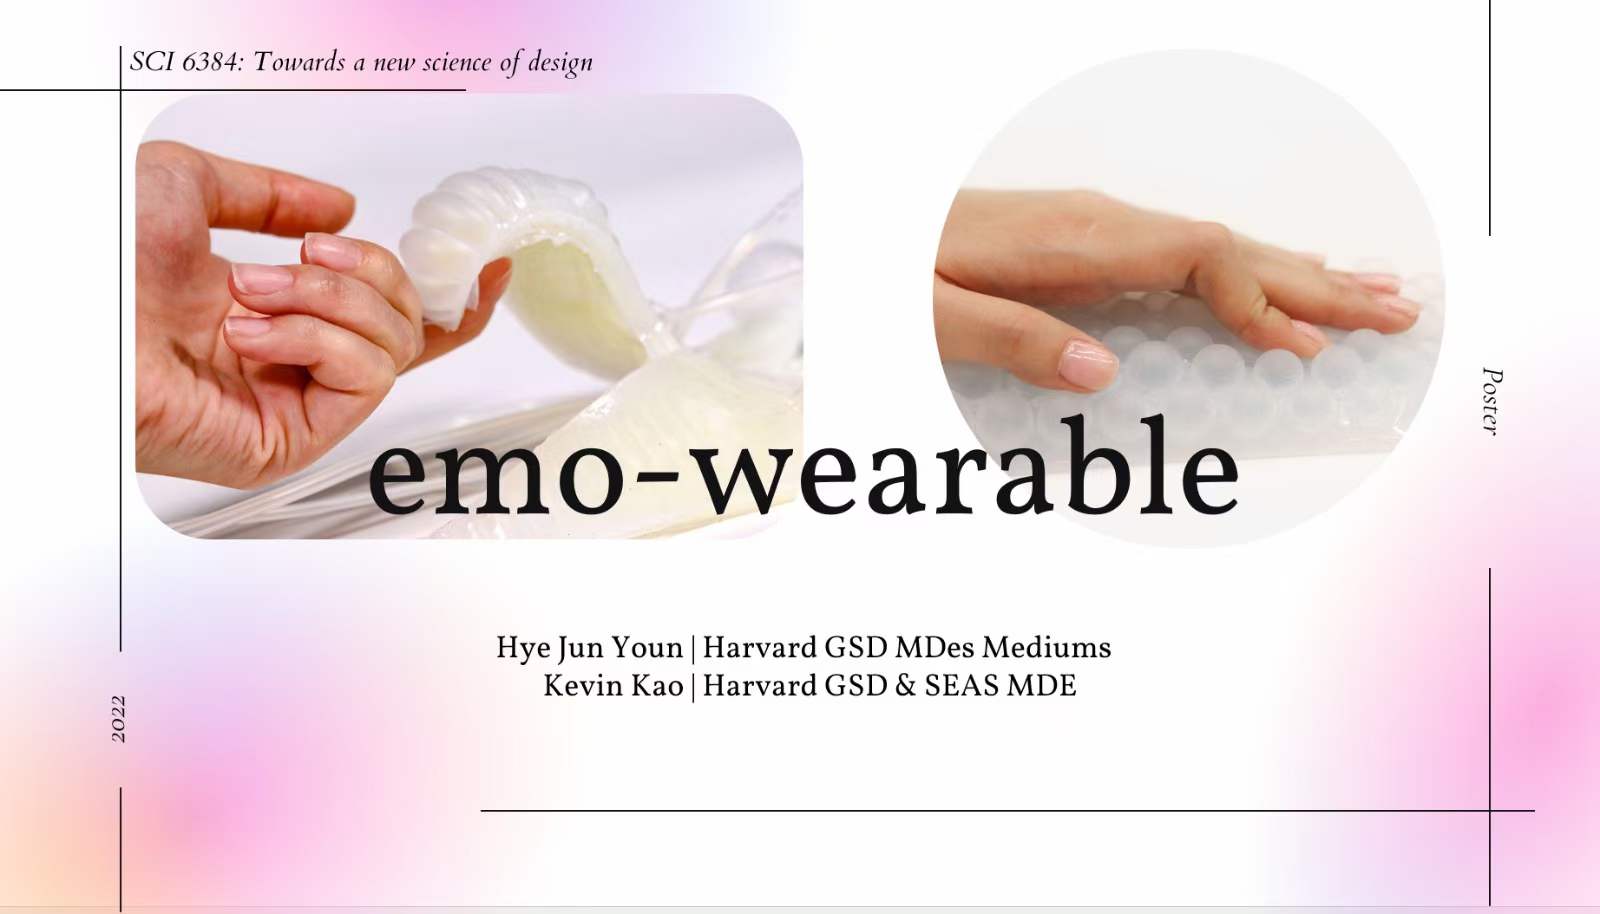 SCI 6384: Towards a new science of design
emo-wearable
Poster
Hye Jun Youn | Harvard GSD MDes Mediums
Kevin Kao | Harvard GSD & SEAS MDE
2022